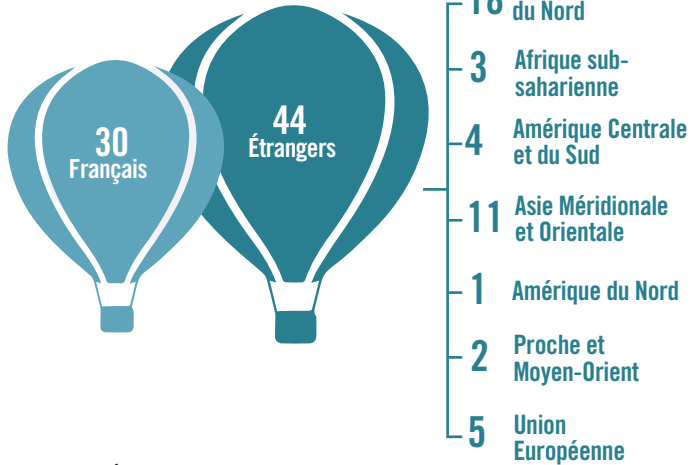 30
Français
44
Étrangers
18 du Nord
3 Afrique sub-
saharienne
4 Amérique Centrale
et du Sud
11 Asie Méridionale
et Orientale
1 Amérique du Nord
2 Proche et
Moyen-Orient
5 Union
Européenne